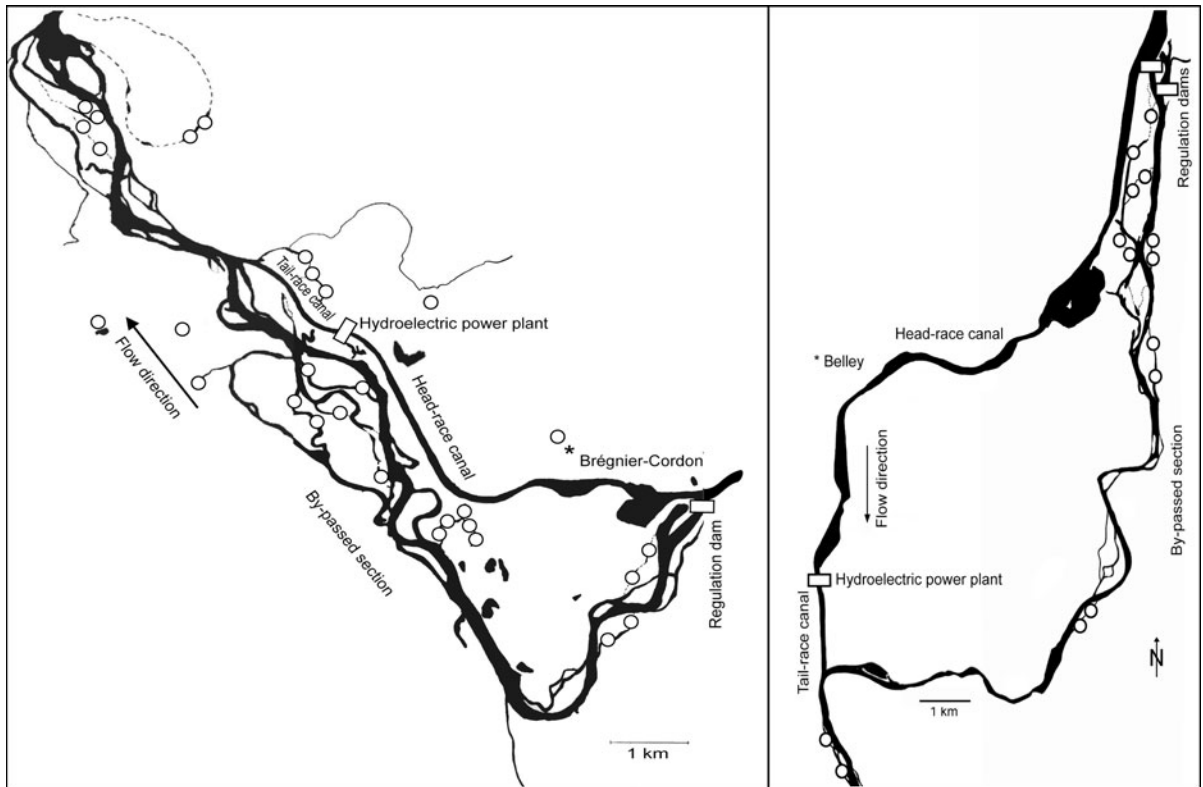 Tail-race canal
Hydroelectric power plant
Flow direction
Head-race canal
* Brégnier-Cordon
By-passed section
Regulation dam
1 km
Regulation dams
Head-race canal
* Belley
Flow direction
By-passed section
Hydroelectric power plant
Tail-race canal
N
1 km